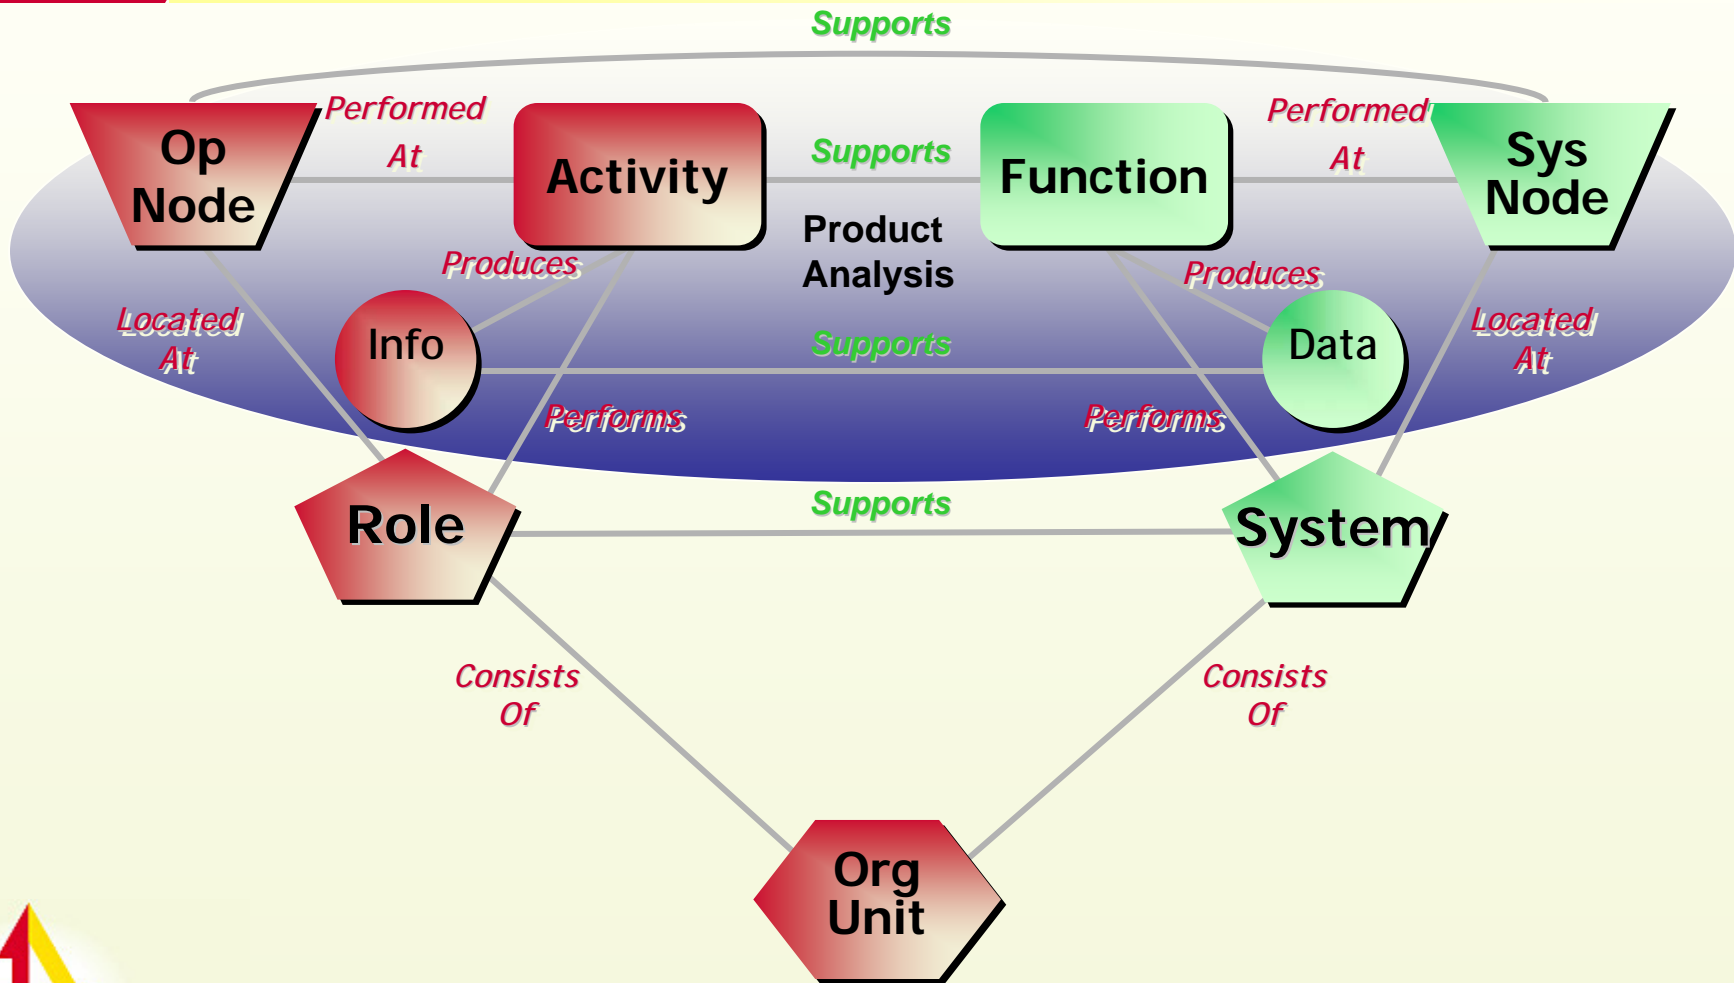 Supports
Performed
At
Op
Node
Activity
Supports
Function
Performed
At
Sys
Node
Product
Analysis
Produces
Produces
Located
At
Info
Supports
Data
Located
At
Performs
Performs
Role
Supports
System
Consists
Of
Consists
Of
Org
Unit